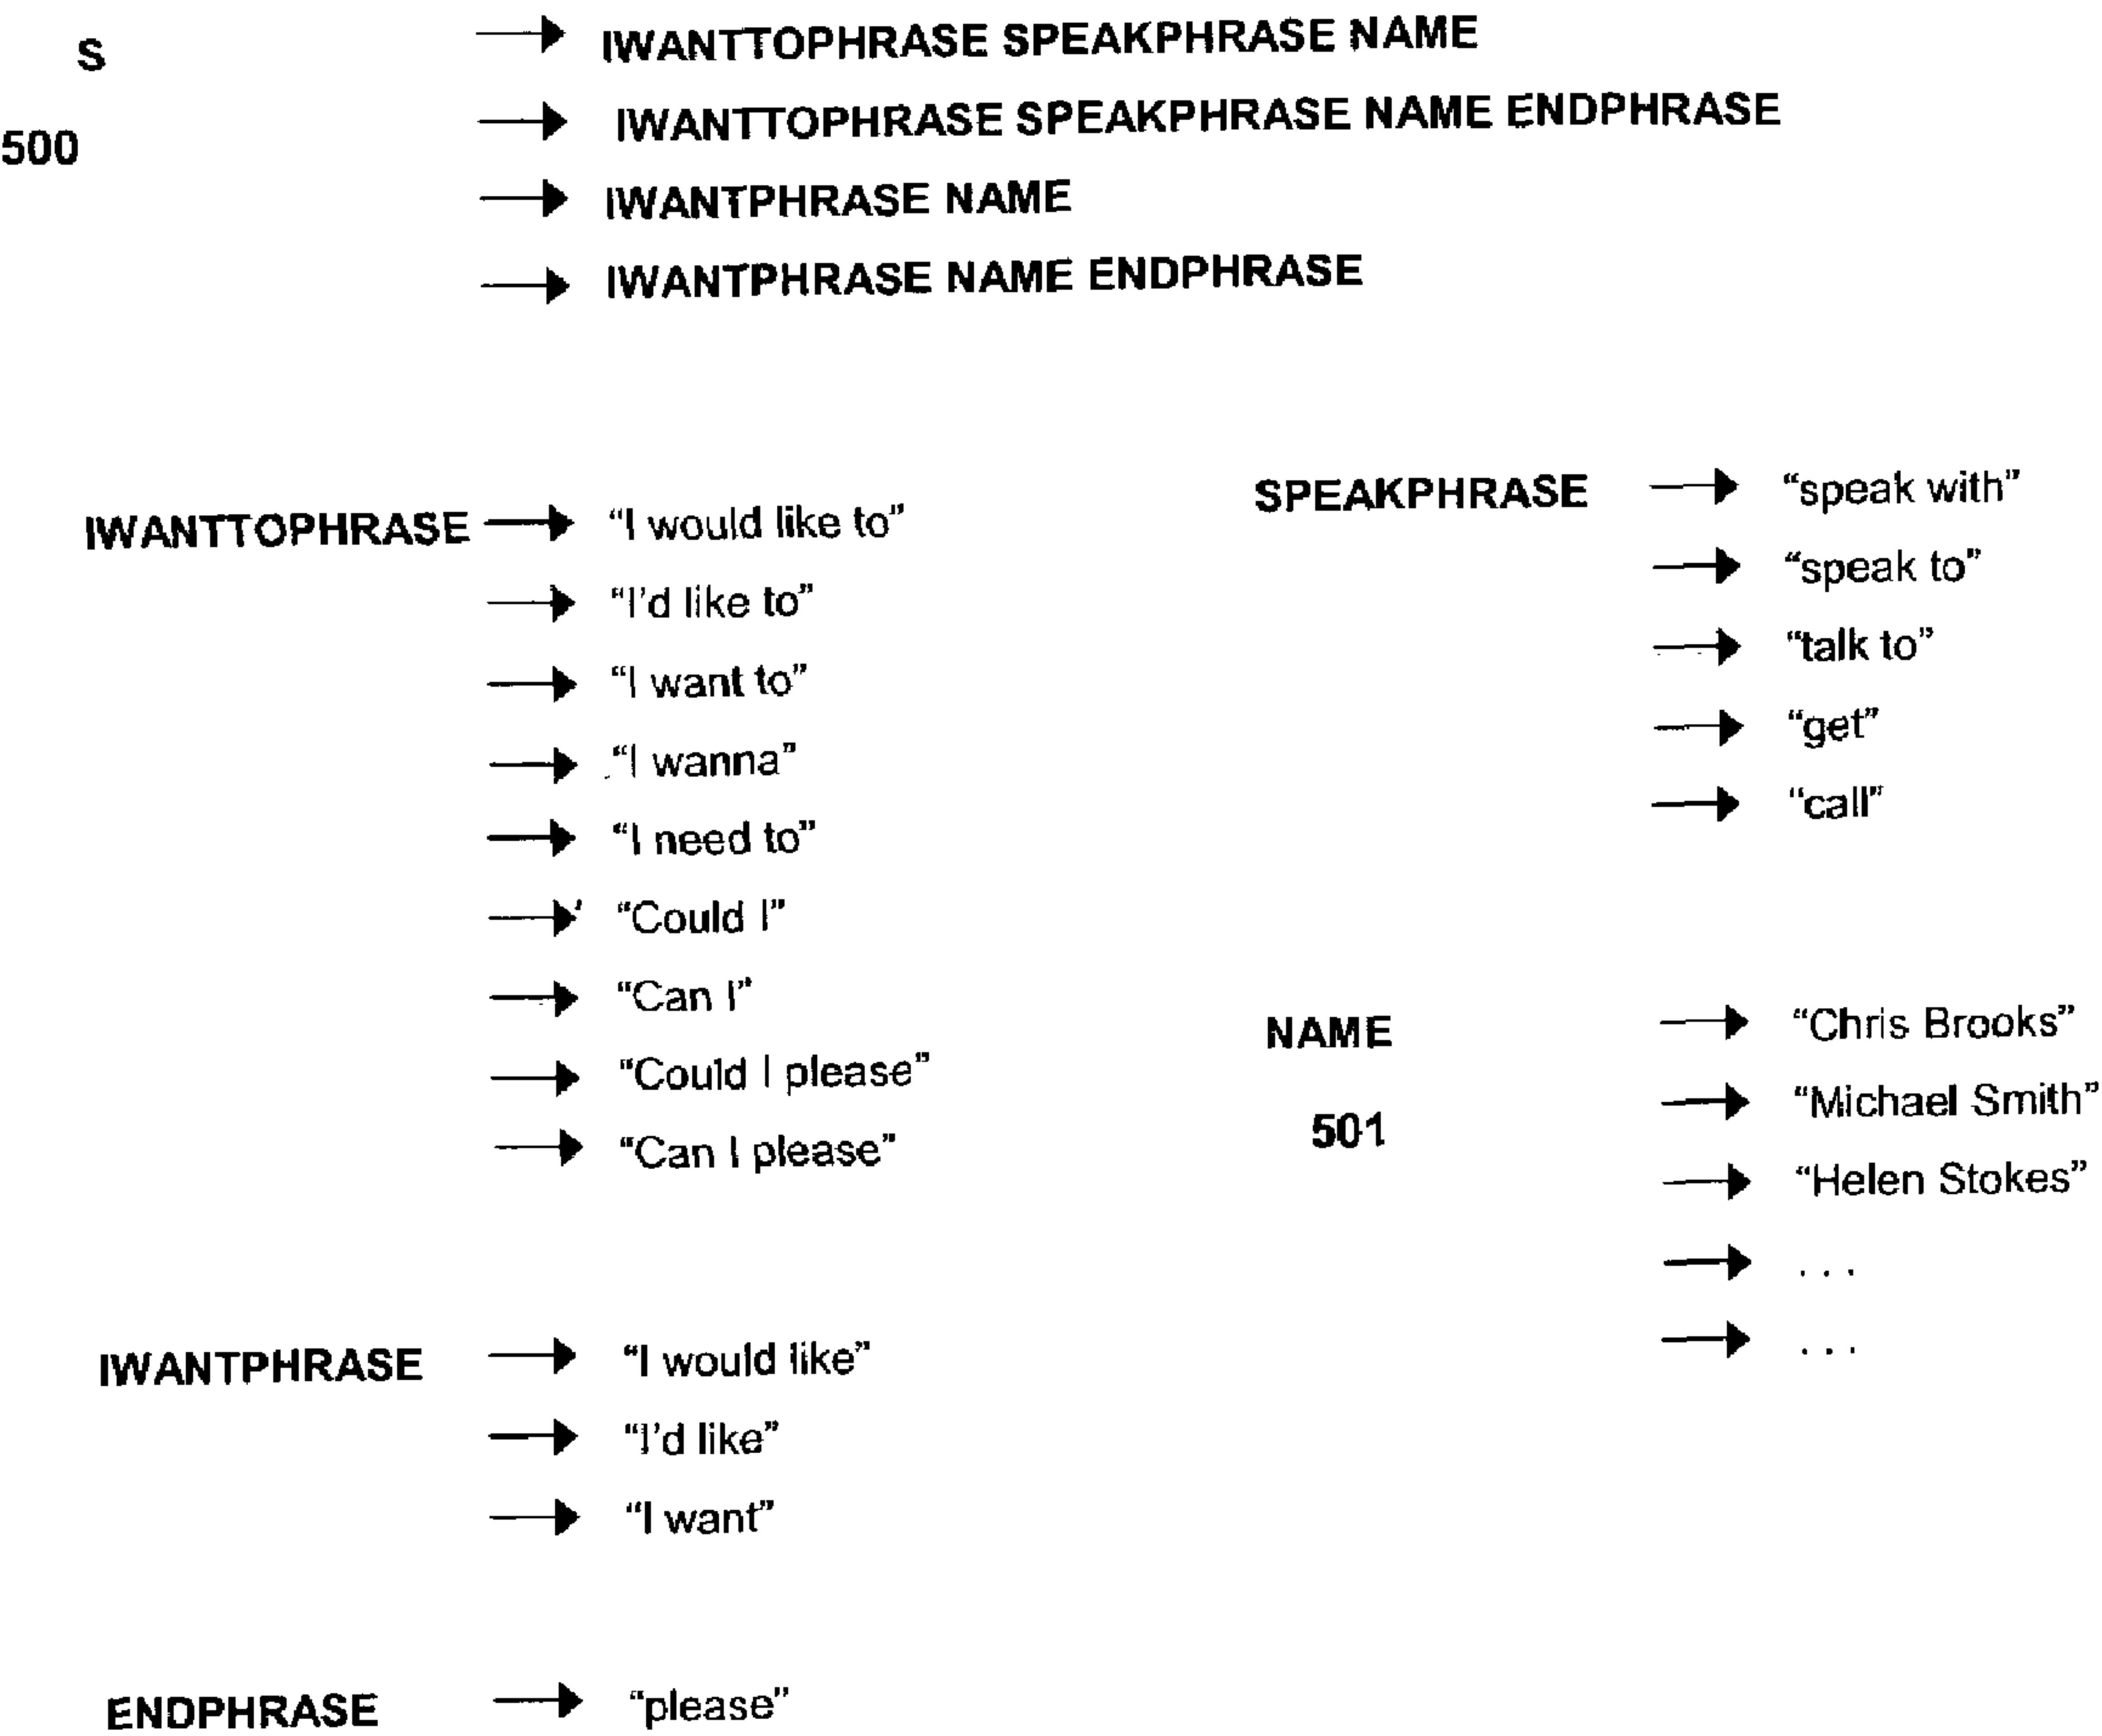 S → IWANTTOPHRASE SPEAKPHRASE NAME
→ IWANTTOPHRASE SPEAKPHRASE NAME ENDPHRASE
500
→ IWANTPHRASE NAME
→ IWANTPHRASE NAME ENDPHRASE
IWANTTOPHRASE → “I would like to”
→ “I'd like to”
→ “I want to”
→ “I wanna”
→ “I need to”
→ “Could I”
→ “Can I”
→ “Could I please”
→ “Can I please”
SPEAKPHRASE → “speak with”
→ “speak to”
→ “talk to”
→ “get”
→ “call”
NAME → “Chris Brooks”
501 → “Michael Smith”
→ “Helen Stokes”
→ . . .
→ . . .
IWANTPHRASE → “I would like”
→ “I'd like”
→ “I want”
ENDPHRASE → “please”